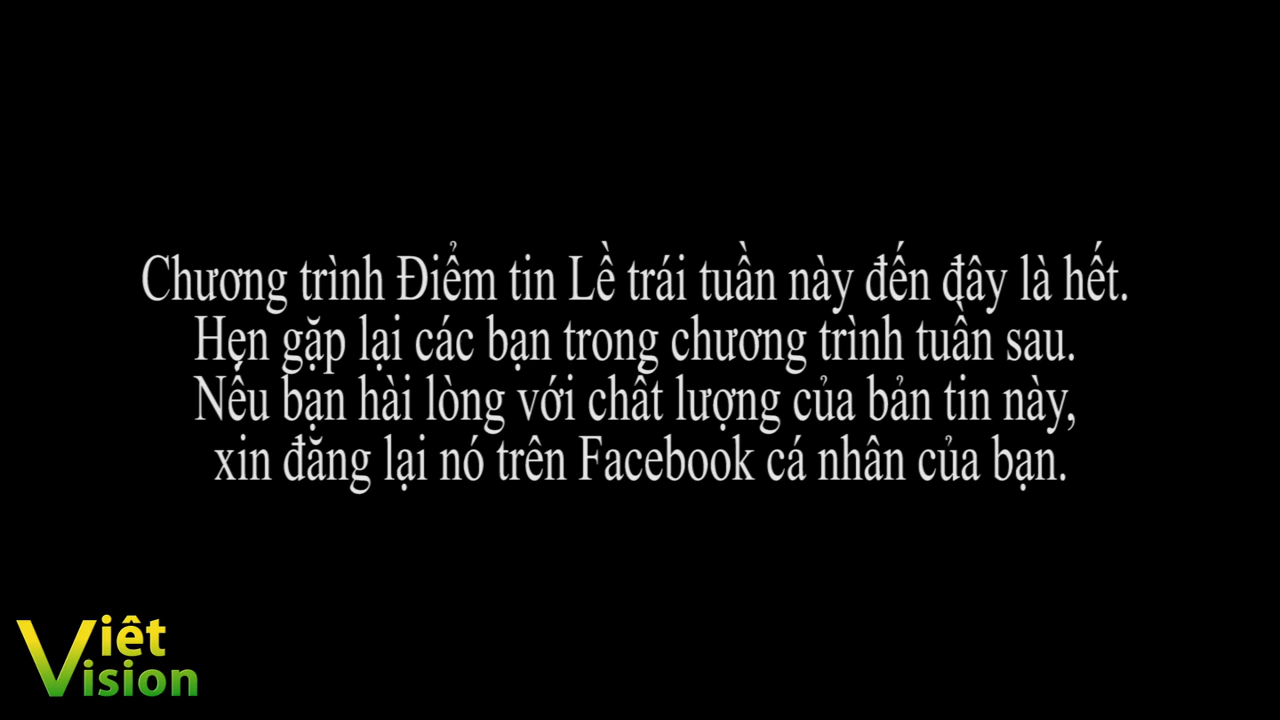 Chương trình Điểm tin Lề trái tuần này đến đây là hết.
Hẹn gặp lại các bạn trong chương trình tuần sau.
Nếu bạn hài lòng với chất lượng của bản tin này,
xin đăng lại nó trên Facebook cá nhân của bạn.
Việt
Vision